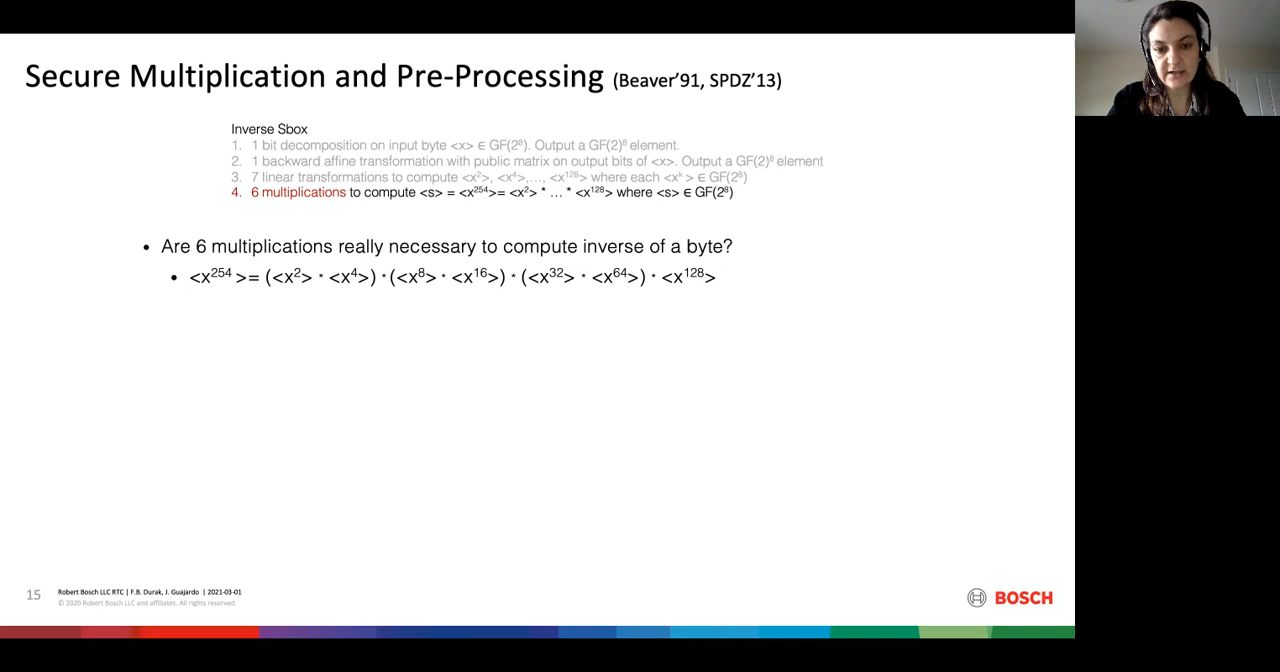 Secure Multiplication and Pre-Processing (Beaver'91, SPDZ'13)
Inverse Sbox
1. 1 bit decomposition on input byte <x> ∈ GF(2⁸). Output a GF(2)⁸ element.
2. 1 backward affine transformation with public matrix on output bits of <x>. Output a GF(2)⁸ element
3. 7 linear transformations to compute <x²>, <x⁴>,…, <x¹²⁸> where each <xᵏ > ∈ GF(2⁸)
4. 6 multiplications to compute <s> = <x²⁵⁴>= <x²> * … * <x¹²⁸> where <s> ∈ GF(2⁸)
• Are 6 multiplications really necessary to compute inverse of a byte?
• <x²⁵⁴ >= (<x²> * <x⁴>) * (<x⁸> * <x¹⁶>) * (<x³²> * <x⁶⁴>) * <x¹²⁸>
15
Robert Bosch LLC RTC | F.B. Durak, J. Guajardo | 2021-03-01
© 2020 Robert Bosch LLC and affiliates. All rights reserved.
BOSCH